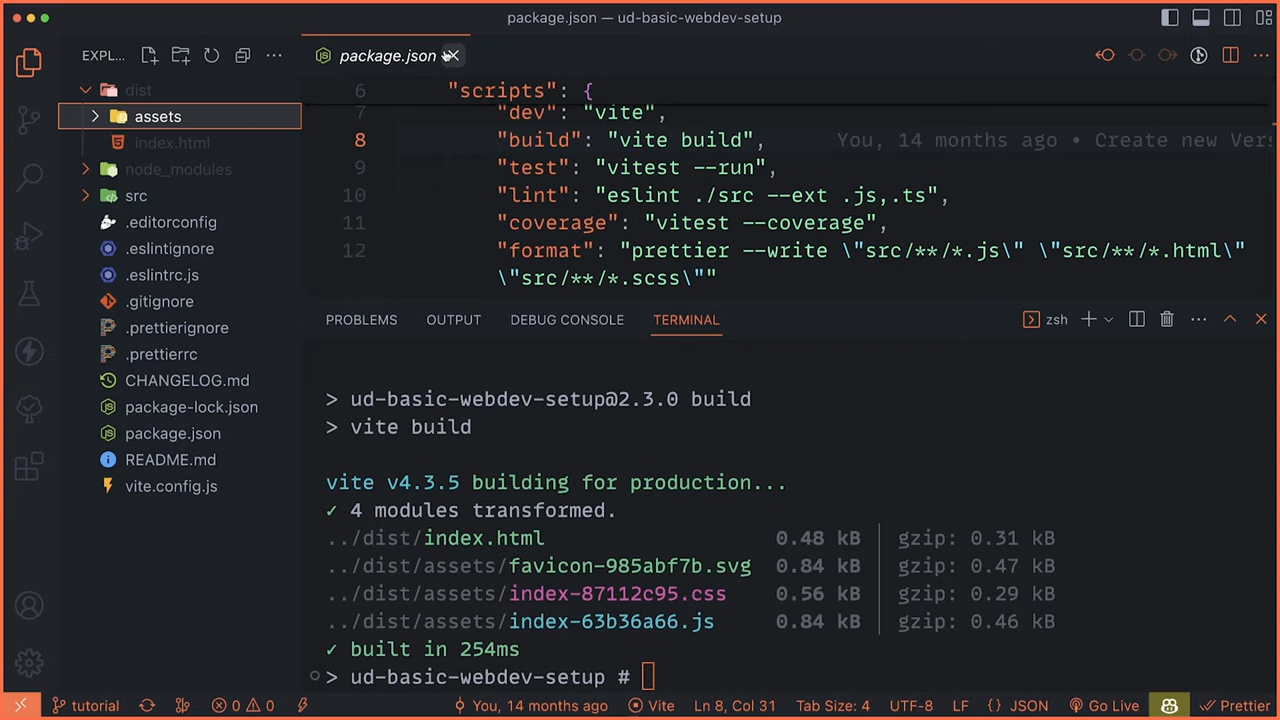 package.json — ud-basic-webdev-setup
EXPL...
package.json
dist
assets
index.html
node_modules
src
.editorconfig
.eslintignore
.eslintrc.js
.gitignore
.prettierignore
.prettierrc
CHANGELOG.md
package-lock.json
package.json
README.md
vite.config.js
6 "scripts": {
7 "dev": "vite",
8 "build": "vite build", You, 14 months ago • Create new Vers
9 "test": "vitest --run",
10 "lint": "eslint ./src --ext .js,.ts",
11 "coverage": "vitest --coverage",
12 "format": "prettier --write \"src/**/*.js\" \"src/**/*.html\"
\"src/**/*.scss\""
PROBLEMS OUTPUT DEBUG CONSOLE TERMINAL zsh
> ud-basic-webdev-setup@2.3.0 build
> vite build
vite v4.3.5 building for production...
✓ 4 modules transformed.
../dist/index.html 0.48 kB │ gzip: 0.31 kB
../dist/assets/favicon-985abf7b.svg 0.84 kB │ gzip: 0.47 kB
../dist/assets/index-87112c95.css 0.56 kB │ gzip: 0.29 kB
../dist/assets/index-63b36a66.js 0.84 kB │ gzip: 0.46 kB
✓ built in 254ms
> ud-basic-webdev-setup #
tutorial 0 0 You, 14 months ago Vite Ln 8, Col 31 Tab Size: 4 UTF-8 LF {} JSON Go Live Prettier